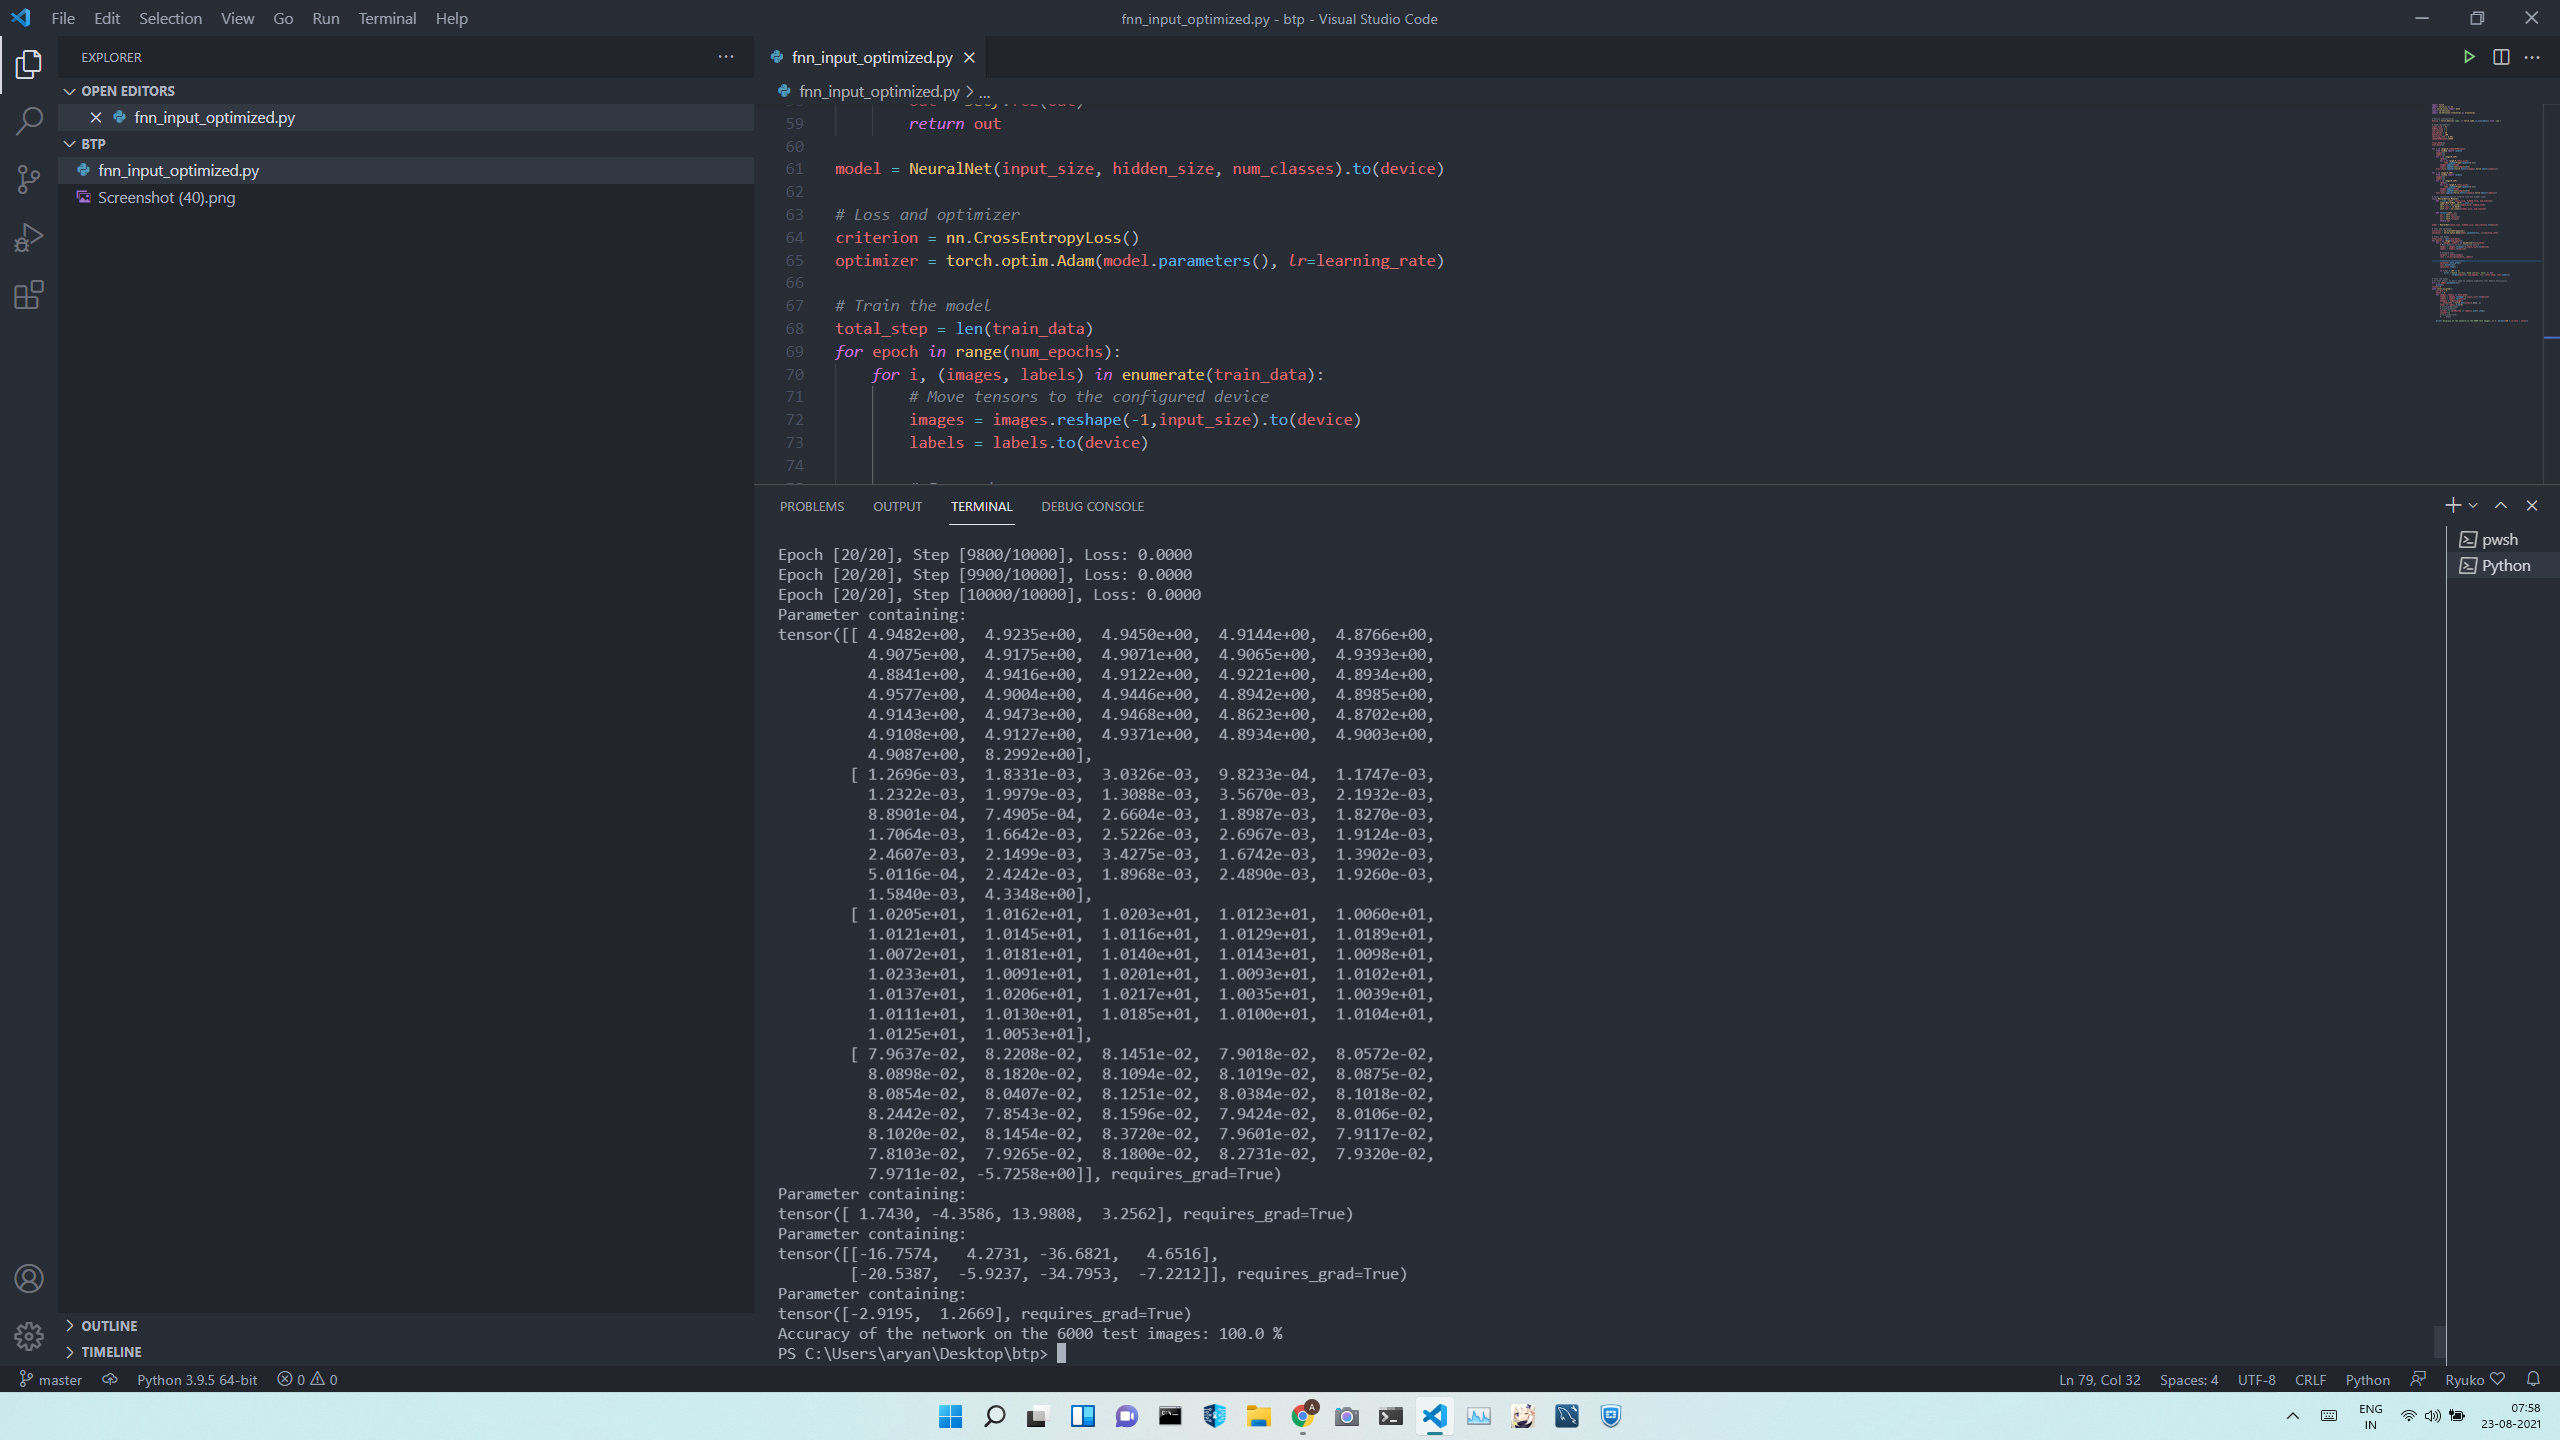 File Edit Selection View Go Run Terminal Help
fnn_input_optimized.py - btp - Visual Studio Code
EXPLORER
OPEN EDITORS
fnn_input_optimized.py
BTP
fnn_input_optimized.py
Screenshot (40).png
OUTLINE
TIMELINE
fnn_input_optimized.py
fnn_input_optimized.py > ...
59 return out
60
61 model = NeuralNet(input_size, hidden_size, num_classes).to(device)
62
63 # Loss and optimizer
64 criterion = nn.CrossEntropyLoss()
65 optimizer = torch.optim.Adam(model.parameters(), lr=learning_rate)
66
67 # Train the model
68 total_step = len(train_data)
69 for epoch in range(num_epochs):
70 for i, (images, labels) in enumerate(train_data):
71 # Move tensors to the configured device
72 images = images.reshape(-1,input_size).to(device)
73 labels = labels.to(device)
74
PROBLEMS OUTPUT TERMINAL DEBUG CONSOLE
pwsh
Python
Epoch [20/20], Step [9800/10000], Loss: 0.0000
Epoch [20/20], Step [9900/10000], Loss: 0.0000
Epoch [20/20], Step [10000/10000], Loss: 0.0000
Parameter containing:
tensor([[ 4.9482e+00, 4.9235e+00, 4.9450e+00, 4.9144e+00, 4.8766e+00,
4.9075e+00, 4.9175e+00, 4.9071e+00, 4.9065e+00, 4.9393e+00,
4.8841e+00, 4.9416e+00, 4.9122e+00, 4.9221e+00, 4.8934e+00,
4.9577e+00, 4.9004e+00, 4.9446e+00, 4.8942e+00, 4.8985e+00,
4.9143e+00, 4.9473e+00, 4.9468e+00, 4.8623e+00, 4.8702e+00,
4.9108e+00, 4.9127e+00, 4.9371e+00, 4.8934e+00, 4.9003e+00,
4.9087e+00, 8.2992e+00],
[ 1.2696e-03, 1.8331e-03, 3.0326e-03, 9.8233e-04, 1.1747e-03,
1.2322e-03, 1.9979e-03, 1.3088e-03, 3.5670e-03, 2.1932e-03,
8.8901e-04, 7.4905e-04, 2.6604e-03, 1.8987e-03, 1.8270e-03,
1.7064e-03, 1.6642e-03, 2.5226e-03, 2.6967e-03, 1.9124e-03,
2.4607e-03, 2.1499e-03, 3.4275e-03, 1.6742e-03, 1.3902e-03,
5.0116e-04, 2.4242e-03, 1.8968e-03, 2.4890e-03, 1.9260e-03,
1.5840e-03, 4.3348e+00],
[ 1.0205e+01, 1.0162e+01, 1.0203e+01, 1.0123e+01, 1.0060e+01,
1.0121e+01, 1.0145e+01, 1.0116e+01, 1.0129e+01, 1.0189e+01,
1.0072e+01, 1.0181e+01, 1.0140e+01, 1.0143e+01, 1.0098e+01,
1.0233e+01, 1.0091e+01, 1.0201e+01, 1.0093e+01, 1.0102e+01,
1.0137e+01, 1.0206e+01, 1.0217e+01, 1.0035e+01, 1.0039e+01,
1.0111e+01, 1.0130e+01, 1.0185e+01, 1.0100e+01, 1.0104e+01,
1.0125e+01, 1.0053e+01],
[ 7.9637e-02, 8.2208e-02, 8.1451e-02, 7.9018e-02, 8.0572e-02,
8.0898e-02, 8.1820e-02, 8.1094e-02, 8.1019e-02, 8.0875e-02,
8.0854e-02, 8.0407e-02, 8.1251e-02, 8.0384e-02, 8.1018e-02,
8.2442e-02, 7.8543e-02, 8.1596e-02, 7.9424e-02, 8.0106e-02,
8.1020e-02, 8.1454e-02, 8.3720e-02, 7.9601e-02, 7.9117e-02,
7.8103e-02, 7.9265e-02, 8.1800e-02, 8.2731e-02, 7.9320e-02,
7.9711e-02, -5.7258e+00]], requires_grad=True)
Parameter containing:
tensor([ 1.7430, -4.3586, 13.9808, 3.2562], requires_grad=True)
Parameter containing:
tensor([[-16.7574, 4.2731, -36.6821, 4.6516],
[-20.5387, -5.9237, -34.7953, -7.2212]], requires_grad=True)
Parameter containing:
tensor([-2.9195, 1.2669], requires_grad=True)
Accuracy of the network on the 6000 test images: 100.0 %
PS C:\Users\aryan\Desktop\btp>
master Python 3.9.5 64-bit 0 0
Ln 79, Col 32 Spaces: 4 UTF-8 CRLF Python Ryuko
A
ENG
IN
07:58
23-08-2021